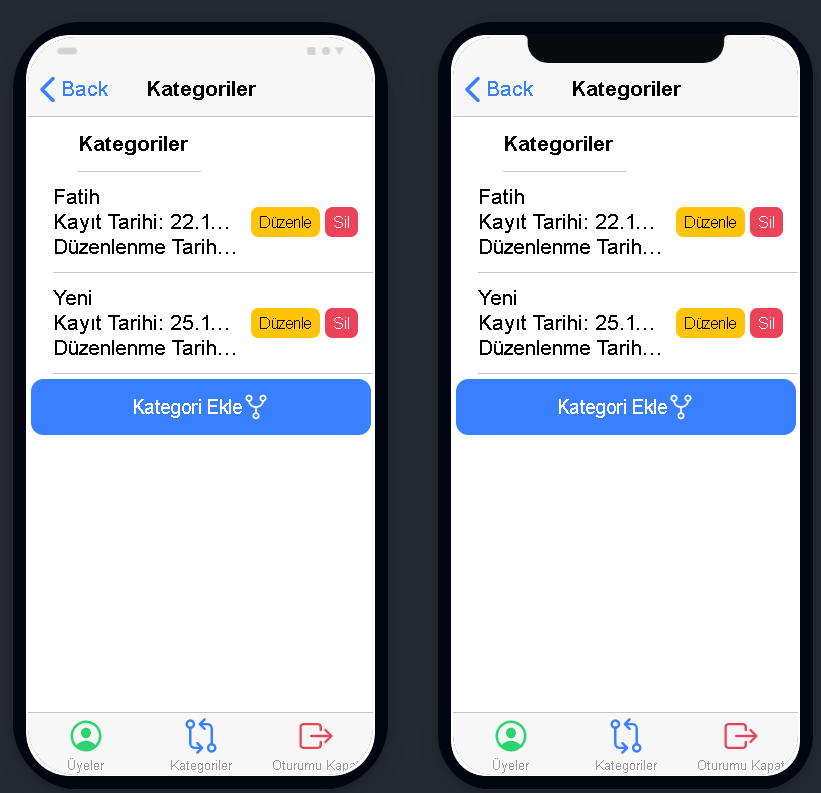 Back Kategoriler
Kategoriler
Fatih
Kayıt Tarihi: 22.1...
Düzenlenme Tarih...
Düzenle Sil
Yeni
Kayıt Tarihi: 25.1...
Düzenlenme Tarih...
Düzenle Sil
Kategori Ekle
Üyeler Kategoriler Oturumu Kapat
Back Kategoriler
Kategoriler
Fatih
Kayıt Tarihi: 22.1...
Düzenlenme Tarih...
Düzenle Sil
Yeni
Kayıt Tarihi: 25.1...
Düzenlenme Tarih...
Düzenle Sil
Kategori Ekle
Üyeler Kategoriler Oturumu Kapat